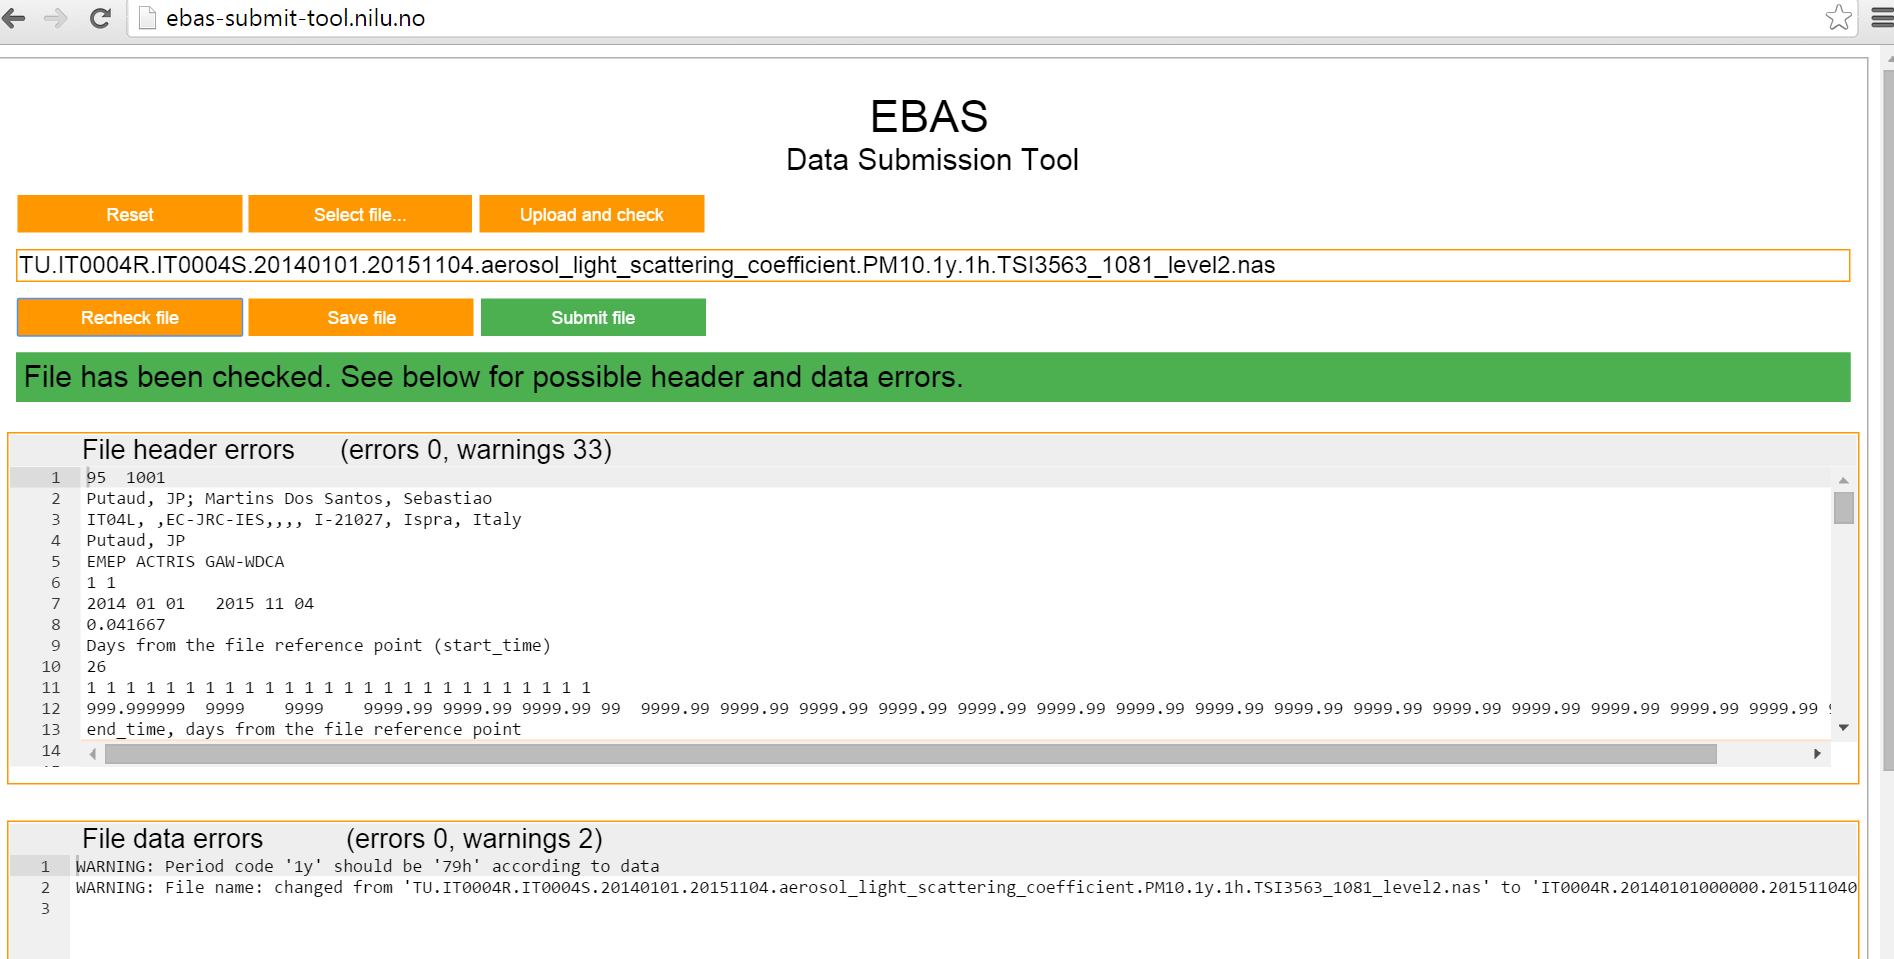 ebas-submit-tool.nilu.no
EBAS
Data Submission Tool
Reset Select file... Upload and check
TU.IT0004R.IT0004S.20140101.20151104.aerosol_light_scattering_coefficient.PM10.1y.1h.TSI3563_1081_level2.nas
Recheck file Save file Submit file
File has been checked. See below for possible header and data errors.
File header errors (errors 0, warnings 33)
1 95 1001
2 Putaud, JP; Martins Dos Santos, Sebastiao
3 IT04L, ,EC-JRC-IES,,,, I-21027, Ispra, Italy
4 Putaud, JP
5 EMEP ACTRIS GAW-WDCA
6 1 1
7 2014 01 01 2015 11 04
8 0.041667
9 Days from the file reference point (start_time)
10 26
11 1 1 1 1 1 1 1 1 1 1 1 1 1 1 1 1 1 1 1 1 1 1 1 1 1 1
12 999.999999 9999 9999 9999.99 9999.99 9999.99 99 9999.99 9999.99 9999.99 9999.99 9999.99 9999.99 9999.99 9999.99 9999.99 9999.99 9999.99 9999.99 9999.99 9999.99 9999.99
13 end_time, days from the file reference point
14
File data errors (errors 0, warnings 2)
1 WARNING: Period code '1y' should be '79h' according to data
2 WARNING: File name: changed from 'TU.IT0004R.IT0004S.20140101.20151104.aerosol_light_scattering_coefficient.PM10.1y.1h.TSI3563_1081_level2.nas' to 'IT0004R.20140101000000.201511040
3